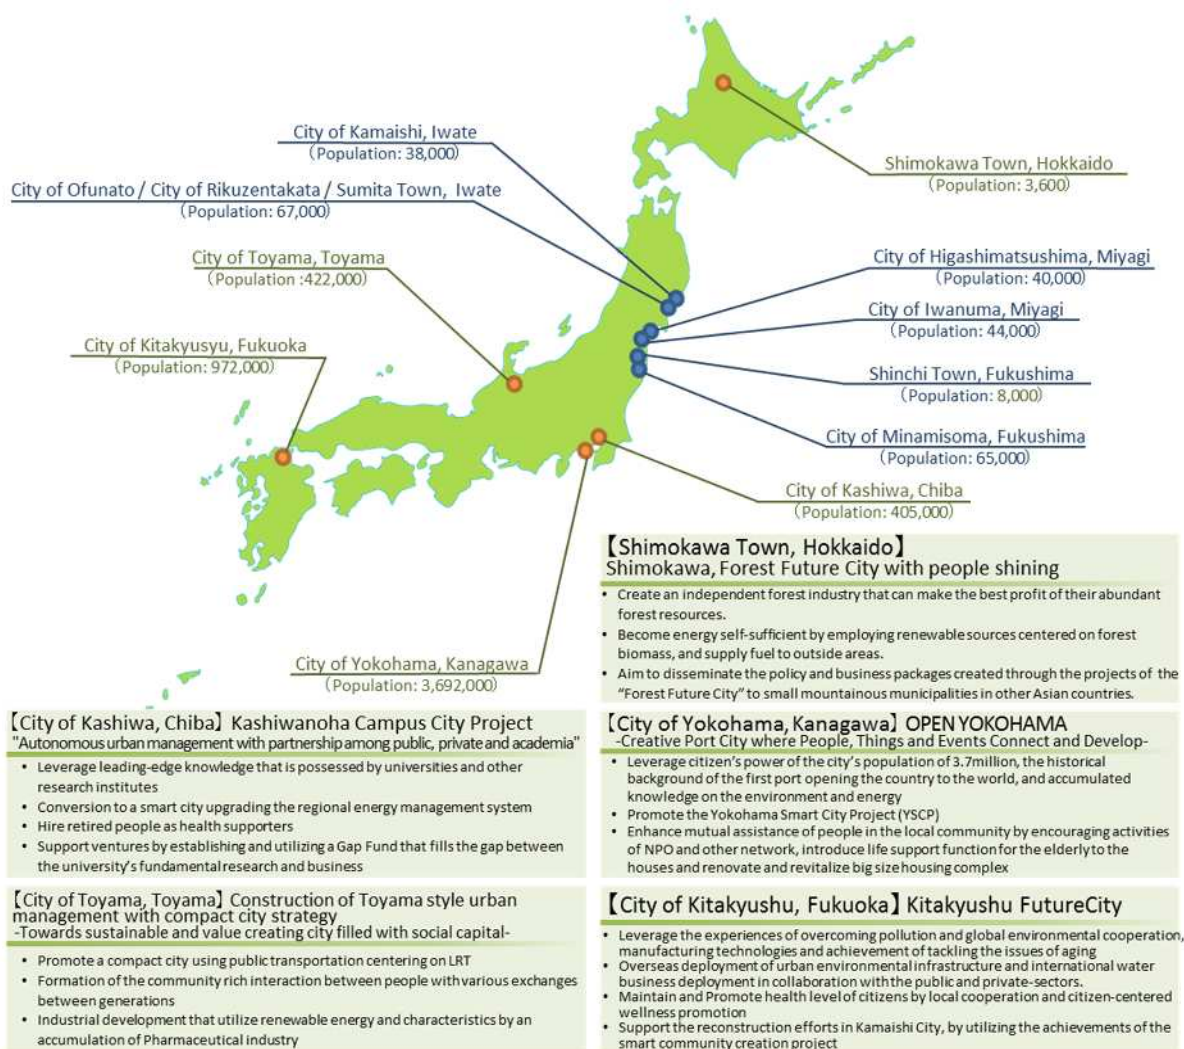 City of Kamaishi, Iwate
(Population: 38,000)
City of Ofunato / City of Rikuzentakata / Sumita Town, Iwate
(Population: 67,000)
City of Toyama, Toyama
(Population :422,000)
City of Kitakyusyu, Fukuoka
(Population: 972,000)
Shimokawa Town, Hokkaido
(Population: 3,600)
City of Higashimatsushima, Miyagi
(Population: 40,000)
City of Iwanuma, Miyagi
(Population: 44,000)
Shinchi Town, Fukushima
(Population: 8,000)
City of Minamisoma, Fukushima
(Population: 65,000)
City of Kashiwa, Chiba
(Population: 405,000)
City of Yokohama, Kanagawa
(Population: 3,692,000)
【Shimokawa Town, Hokkaido】
Shimokawa, Forest Future City with people shining
• Create an independent forest industry that can make the best profit of their abundant
forest resources.
• Become energy self-sufficient by employing renewable sources centered on forest
biomass, and supply fuel to outside areas.
• Aim to disseminate the policy and business packages created through the projects of the
"Forest Future City" to small mountainous municipalities in other Asian countries.
【City of Kashiwa, Chiba】 Kashiwanoha Campus City Project
"Autonomous urban management with partnership among public, private and academia"
• Leverage leading-edge knowledge that is possessed by universities and other
research institutes
• Conversion to a smart city upgrading the regional energy management system
• Hire retired people as health supporters
• Support ventures by establishing and utilizing a Gap Fund that fills the gap between
the university's fundamental research and business
【City of Yokohama, Kanagawa】 OPEN YOKOHAMA
-Creative Port City where People, Things and Events Connect and Develop-
• Leverage citizen's power of the city's population of 3.7million, the historical
background of the first port opening the country to the world, and accumulated
knowledge on the environment and energy
• Promote the Yokohama Smart City Project (YSCP)
• Enhance mutual assistance of people in the local community by encouraging activities
of NPO and other network, introduce life support function for the elderly to the
houses and renovate and revitalize big size housing complex
【City of Toyama, Toyama】 Construction of Toyama style urban
management with compact city strategy
-Towards sustainable and value creating city filled with social capital-
• Promote a compact city using public transportation centering on LRT
• Formation of the community rich interaction between people with various exchanges
between generations
• Industrial development that utilize renewable energy and characteristics by an
accumulation of Pharmaceutical industry
【City of Kitakyushu, Fukuoka】 Kitakyushu FutureCity
• Leverage the experiences of overcoming pollution and global environmental cooperation,
manufacturing technologies and achievement of tackling the issues of aging
• Overseas deployment of urban environmental infrastructure and international water
business deployment in collaboration with the public and private-sectors.
• Maintain and Promote health level of citizens by local cooperation and citizen-centered
wellness promotion
• Support the reconstruction efforts in Kamaishi City, by utilizing the achievements of the
smart community creation project